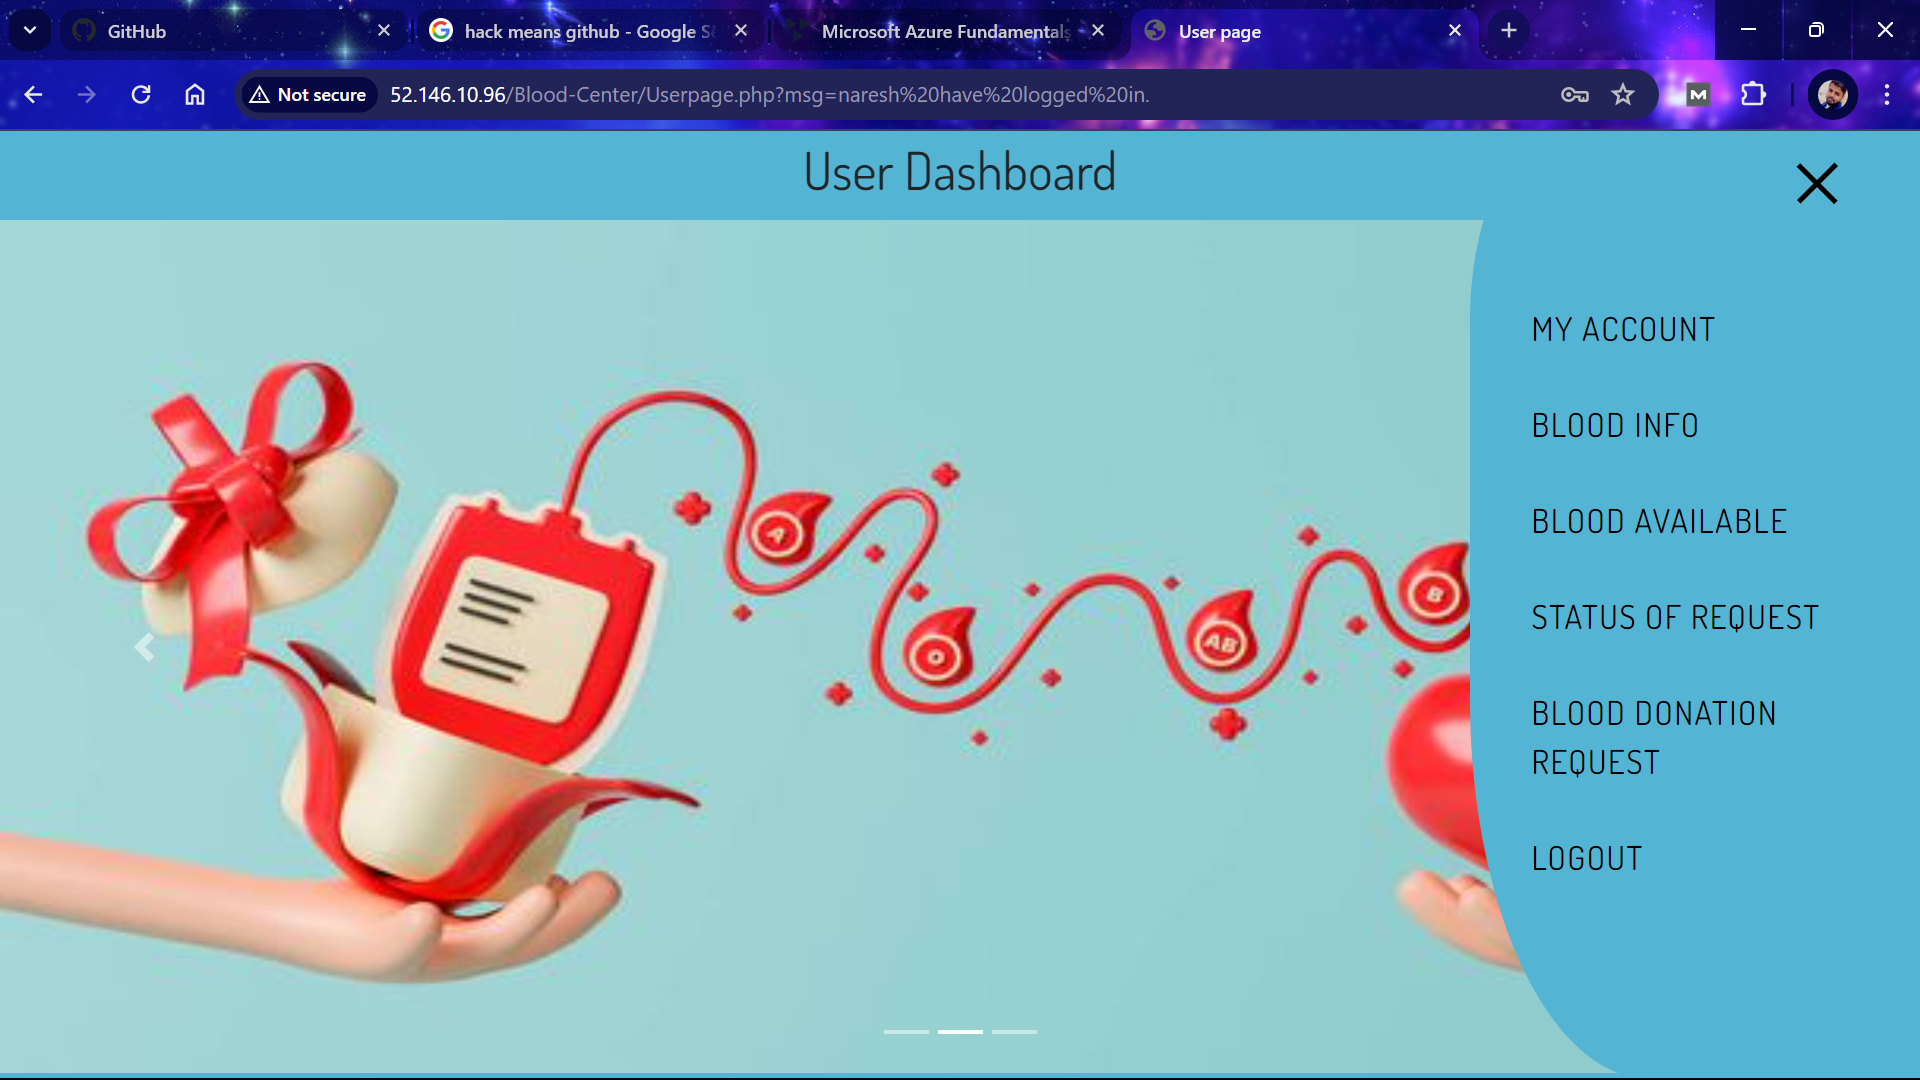 GitHub
hack means github - Google S
Microsoft Azure Fundamentals
User page
Not secure
52.146.10.96/Blood-Center/Userpage.php?msg=naresh%20have%20logged%20in.
M
User Dashboard
MY ACCOUNT
BLOOD INFO
BLOOD AVAILABLE
STATUS OF REQUEST
BLOOD DONATION
REQUEST
LOGOUT
A
O
AB
B